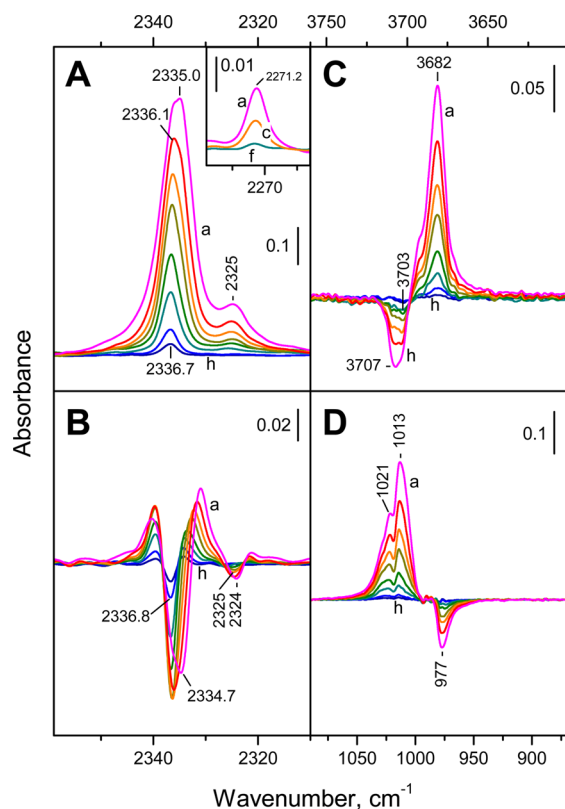 2340 2320 3750 3700 3650
A
2335.0
0.01
2271.2
a
c
f
2270
2336.1
a
0.1
2325
2336.7
h
C
3682
0.05
a
3703
h
3707
h
Absorbance
B
0.02
a
h
2336.8
2325
2324
2334.7
D
1013
0.1
1021
a
h
977
2340 2320 1050 1000 950 900
Wavenumber, cm-1